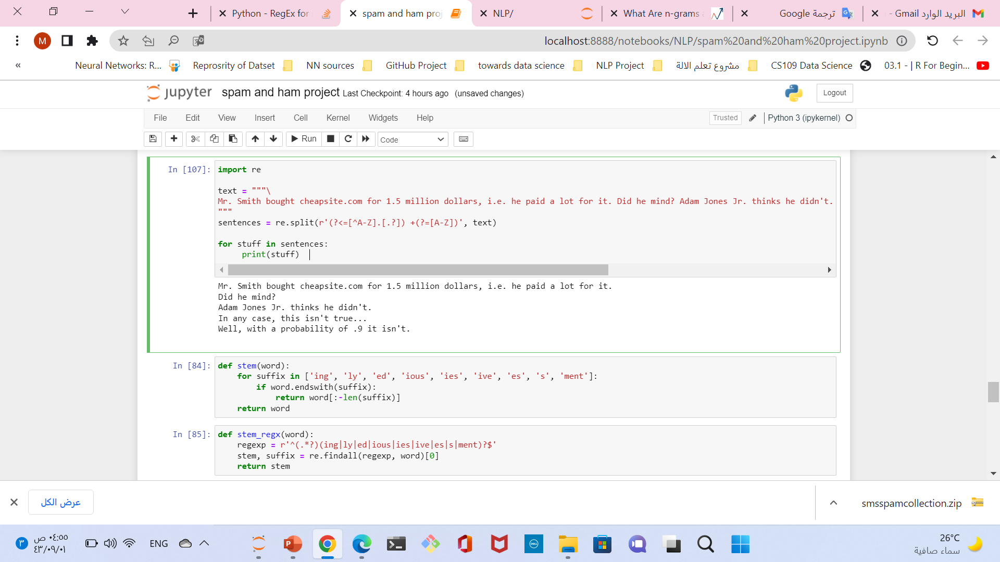 Python - RegEx for
spam and ham proj
NLP/
What Are n-grams
ترجمة Google
البريد الوارد - Gmail
M
localhost:8888/notebooks/NLP/spam%20and%20ham%20project.ipynb
«
Neural Networks: R...
Reprosrity of Datset
NN sources
GitHub Project
towards data science
NLP Project
مشروع تعلم الالة
CS109 Data Science
03.1 - | R For Begin...
jupyter spam and ham project Last Checkpoint: 4 hours ago (unsaved changes)
Logout
File Edit View Insert Cell Kernel Widgets Help
Trusted
Python 3 (ipykernel)
Run
Code
In [107]:
import re
text = """\
Mr. Smith bought cheapsite.com for 1.5 million dollars, i.e. he paid a lot for it. Did he mind? Adam Jones Jr. thinks he didn't.
"""
sentences = re.split(r'(?<=[^A-Z].[.?]) +(?=[A-Z])', text)
for stuff in sentences:
     print(stuff)
Mr. Smith bought cheapsite.com for 1.5 million dollars, i.e. he paid a lot for it.
Did he mind?
Adam Jones Jr. thinks he didn't.
In any case, this isn't true...
Well, with a probability of .9 it isn't.
In [84]:
def stem(word):
    for suffix in ['ing', 'ly', 'ed', 'ious', 'ies', 'ive', 'es', 's', 'ment']:
        if word.endswith(suffix):
            return word[:-len(suffix)]
    return word
In [85]:
def stem_regx(word):
    regexp = r'^(.*?)(ing|ly|ed|ious|ies|ive|es|s|ment)?$'
    stem, suffix = re.findall(regexp, word)[0]
    return stem
عرض الكل
smsspamcollection.zip
٣
٠٤:٥٥ ص
٤٣/٠٩/٠١
ENG
P
DELL
26°C
سماء صافية